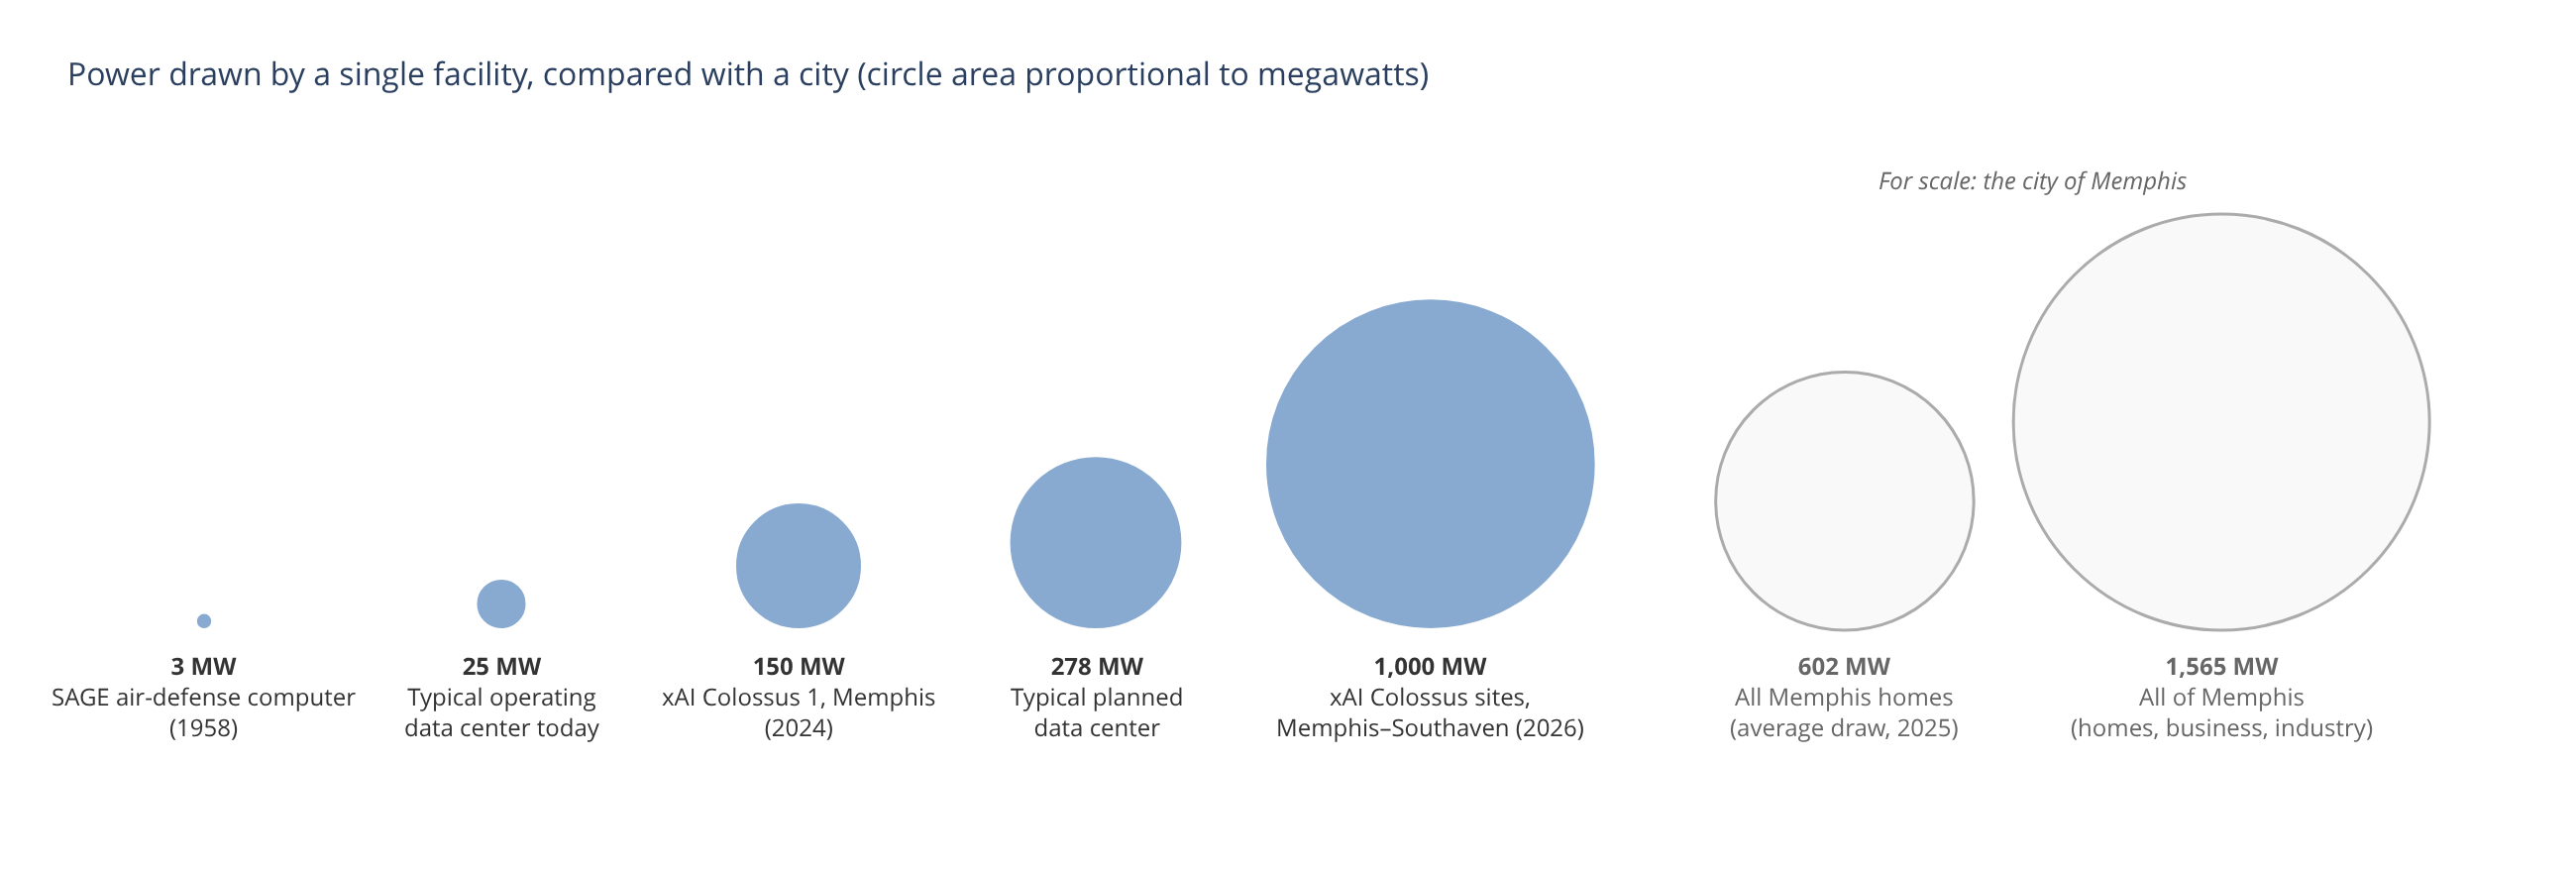 Power drawn by a single facility, compared with a city (circle area proportional to megawatts)
For scale: the city of Memphis
3 MW
SAGE air-defense computer
(1958)
25 MW
Typical operating
data center today
150 MW
xAI Colossus 1, Memphis
(2024)
278 MW
Typical planned
data center
1,000 MW
xAI Colossus sites,
Memphis–Southaven (2026)
602 MW
All Memphis homes
(average draw, 2025)
1,565 MW
All of Memphis
(homes, business, industry)